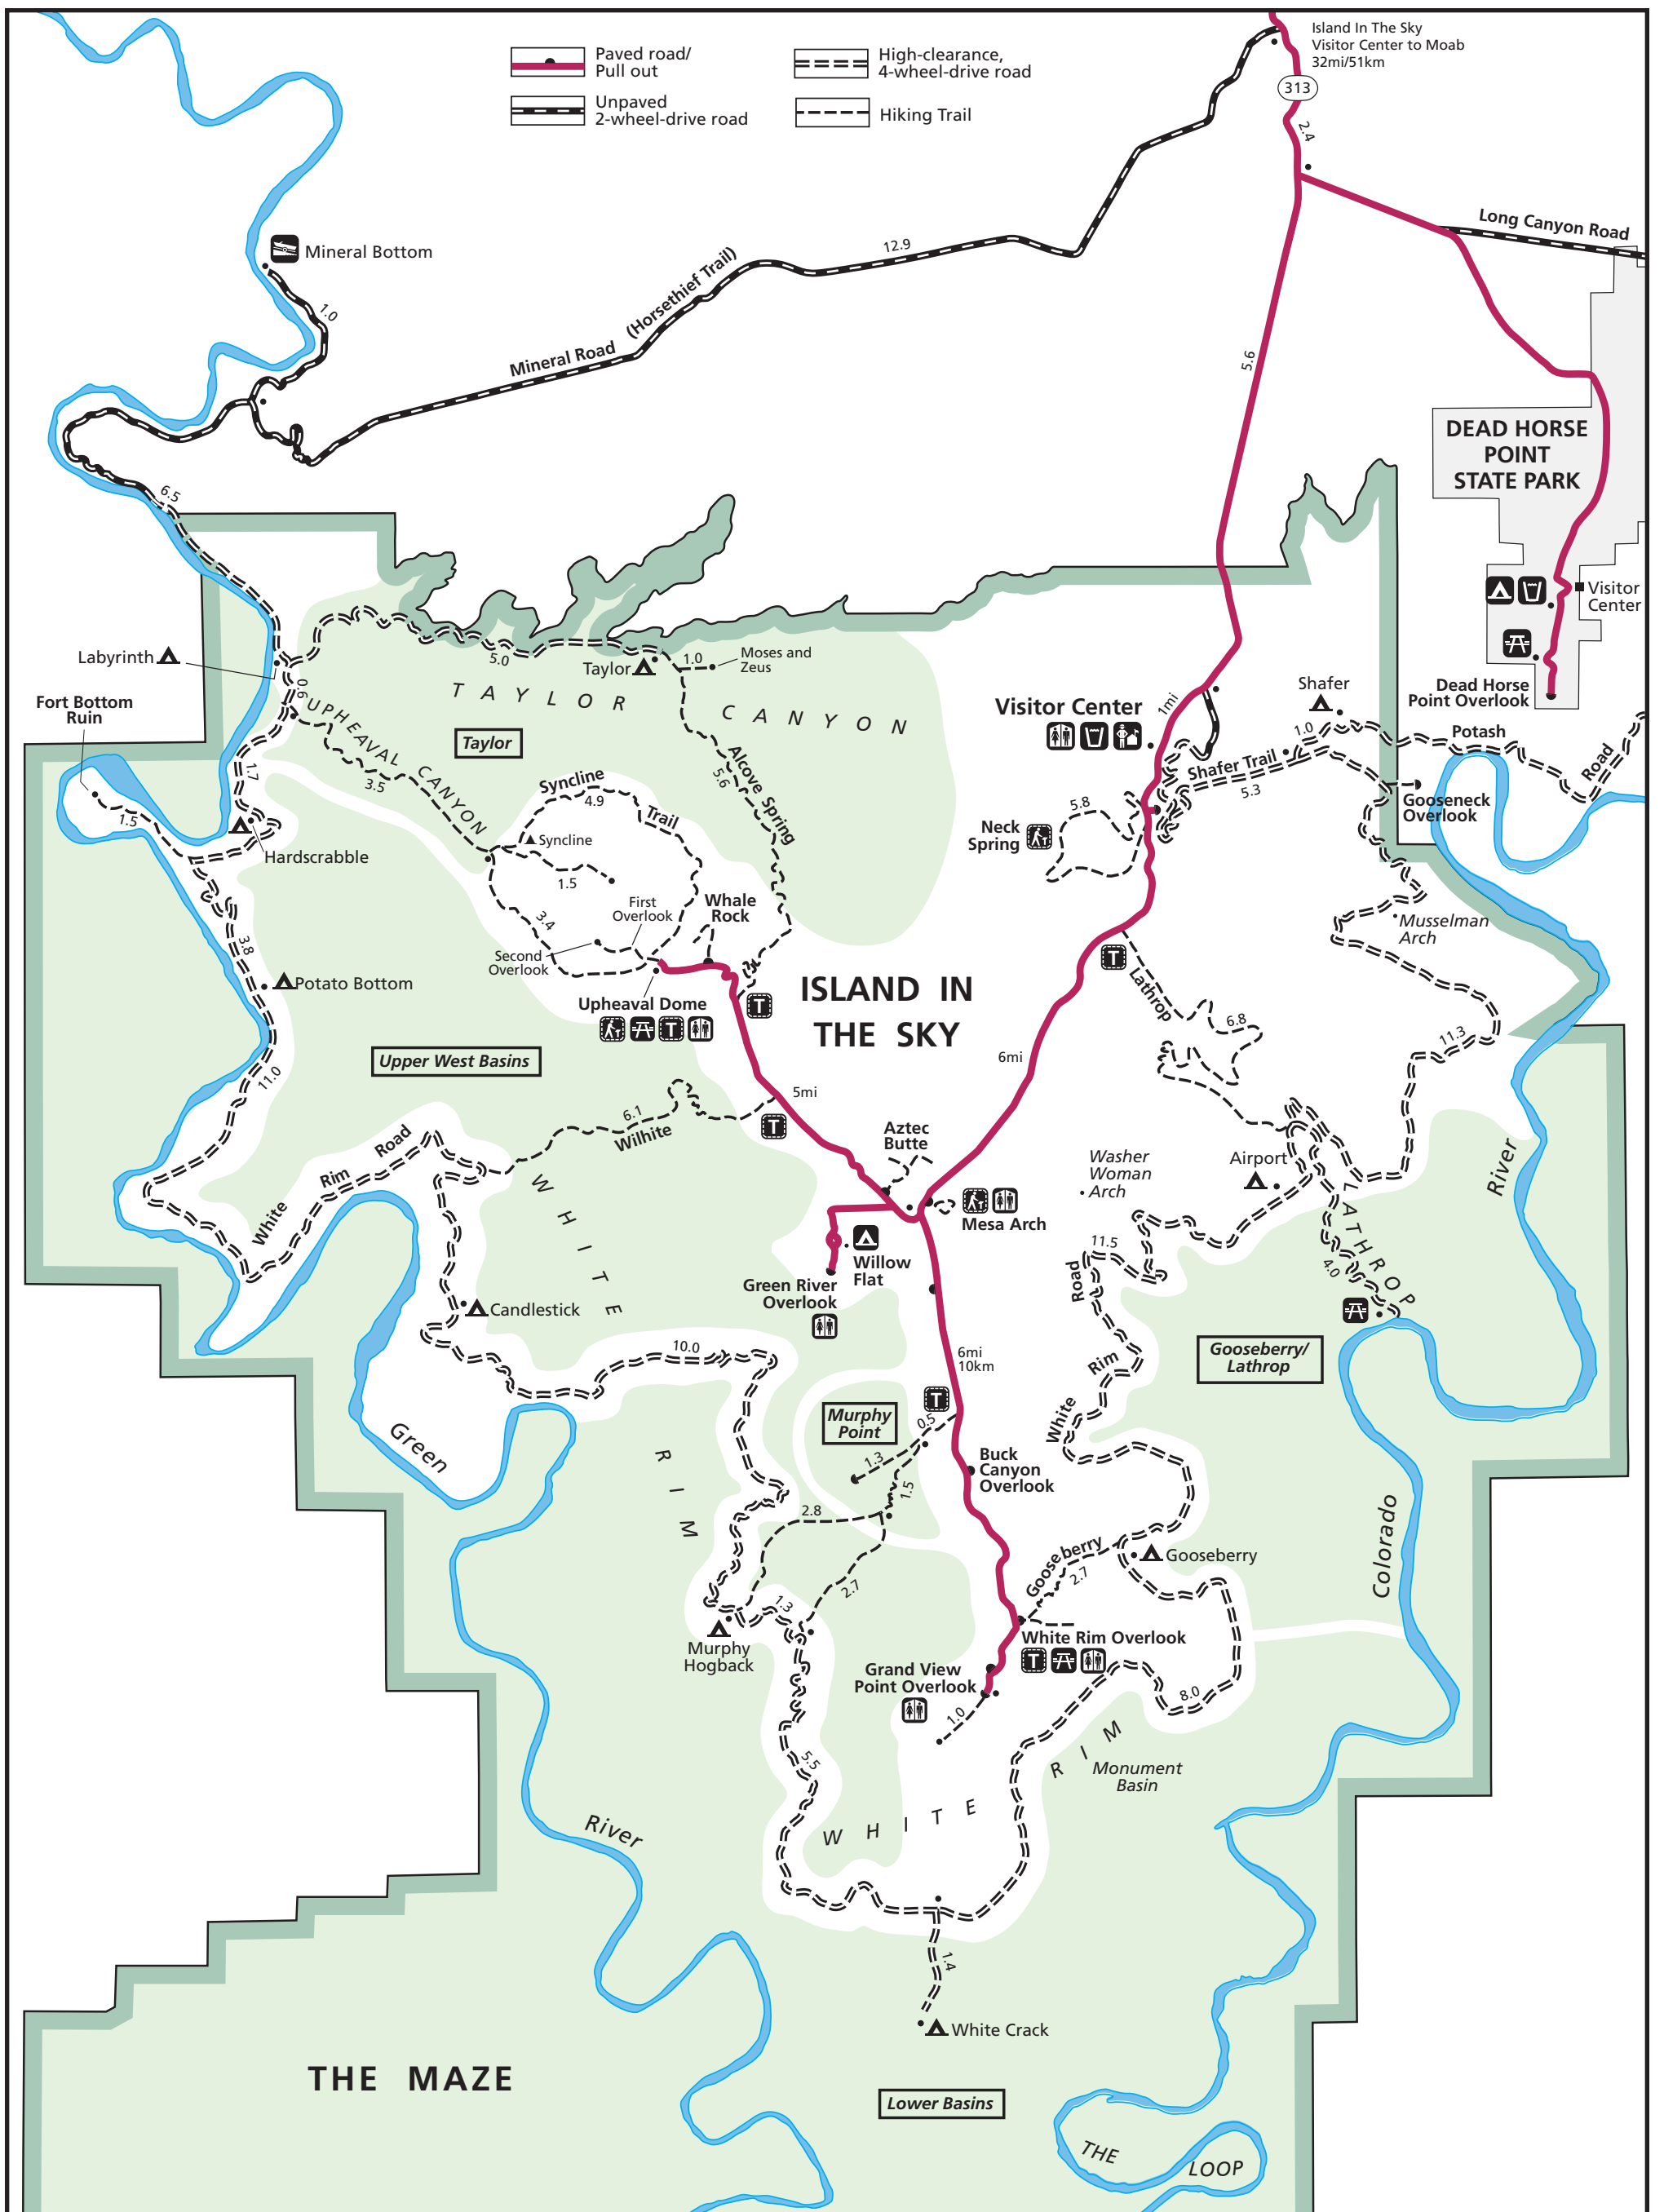 Island In The Sky
Visitor Center to Moab
32mi/51km
Paved road/
Pull out
High-clearance,
4-wheel-drive road
Unpaved
2-wheel-drive road
Hiking Trail
313
2.4
Long Canyon Road
12.9
Mineral Bottom
1.0
(Horsethief Trail)
Mineral Road
5.6
DEAD HORSE
POINT
STATE PARK
6.5
Visitor
Center
Labyrinth
5.0
Taylor
1.0
Moses and
Zeus
Dead Horse
Point Overlook
Fort Bottom
Ruin
0.6
TAYLOR
CANYON
Visitor Center
1mi
Shafer
1.0
Potash
Road
UPHEAVAL CANYON
Taylor
Shafer Trail
5.3
Gooseneck
Overlook
1.7
3.5
Syncline
4.9
Trail
5.6
Alcove Spring
5.8
Neck
Spring
1.5
Hardscrabble
Syncline
1.5
First
Overlook
Whale
Rock
Musselman
Arch
3.4
3.8
Second
Overlook
Potato Bottom
Upheaval Dome
T
T
T
ISLAND IN
THE SKY
Lathrop
6.8
11.3
Upper West Basins
11.0
6mi
5mi
6.1
Wilhite
T
Aztec
Butte
White
Rim
Road
Washer
Woman
Arch
Airport
River
Mesa Arch
WHITE
LATHROP
11.5
Willow
Flat
Green River
Overlook
Road
4.0
Candlestick
10.0
6mi
10km
Rim
Gooseberry/
Lathrop
T
Murphy
Point
0.5
White
Green
1.3
Buck
Canyon
Overlook
RIM
1.5
2.8
Colorado
Gooseberry
2.7
Gooseberry
2.7
1.3
Murphy
Hogback
White Rim Overlook
T
Grand View
Point Overlook
8.0
1.0
5.5
RIM
Monument
Basin
WHITE
River
1.4
White Crack
THE MAZE
Lower Basins
THE
LOOP